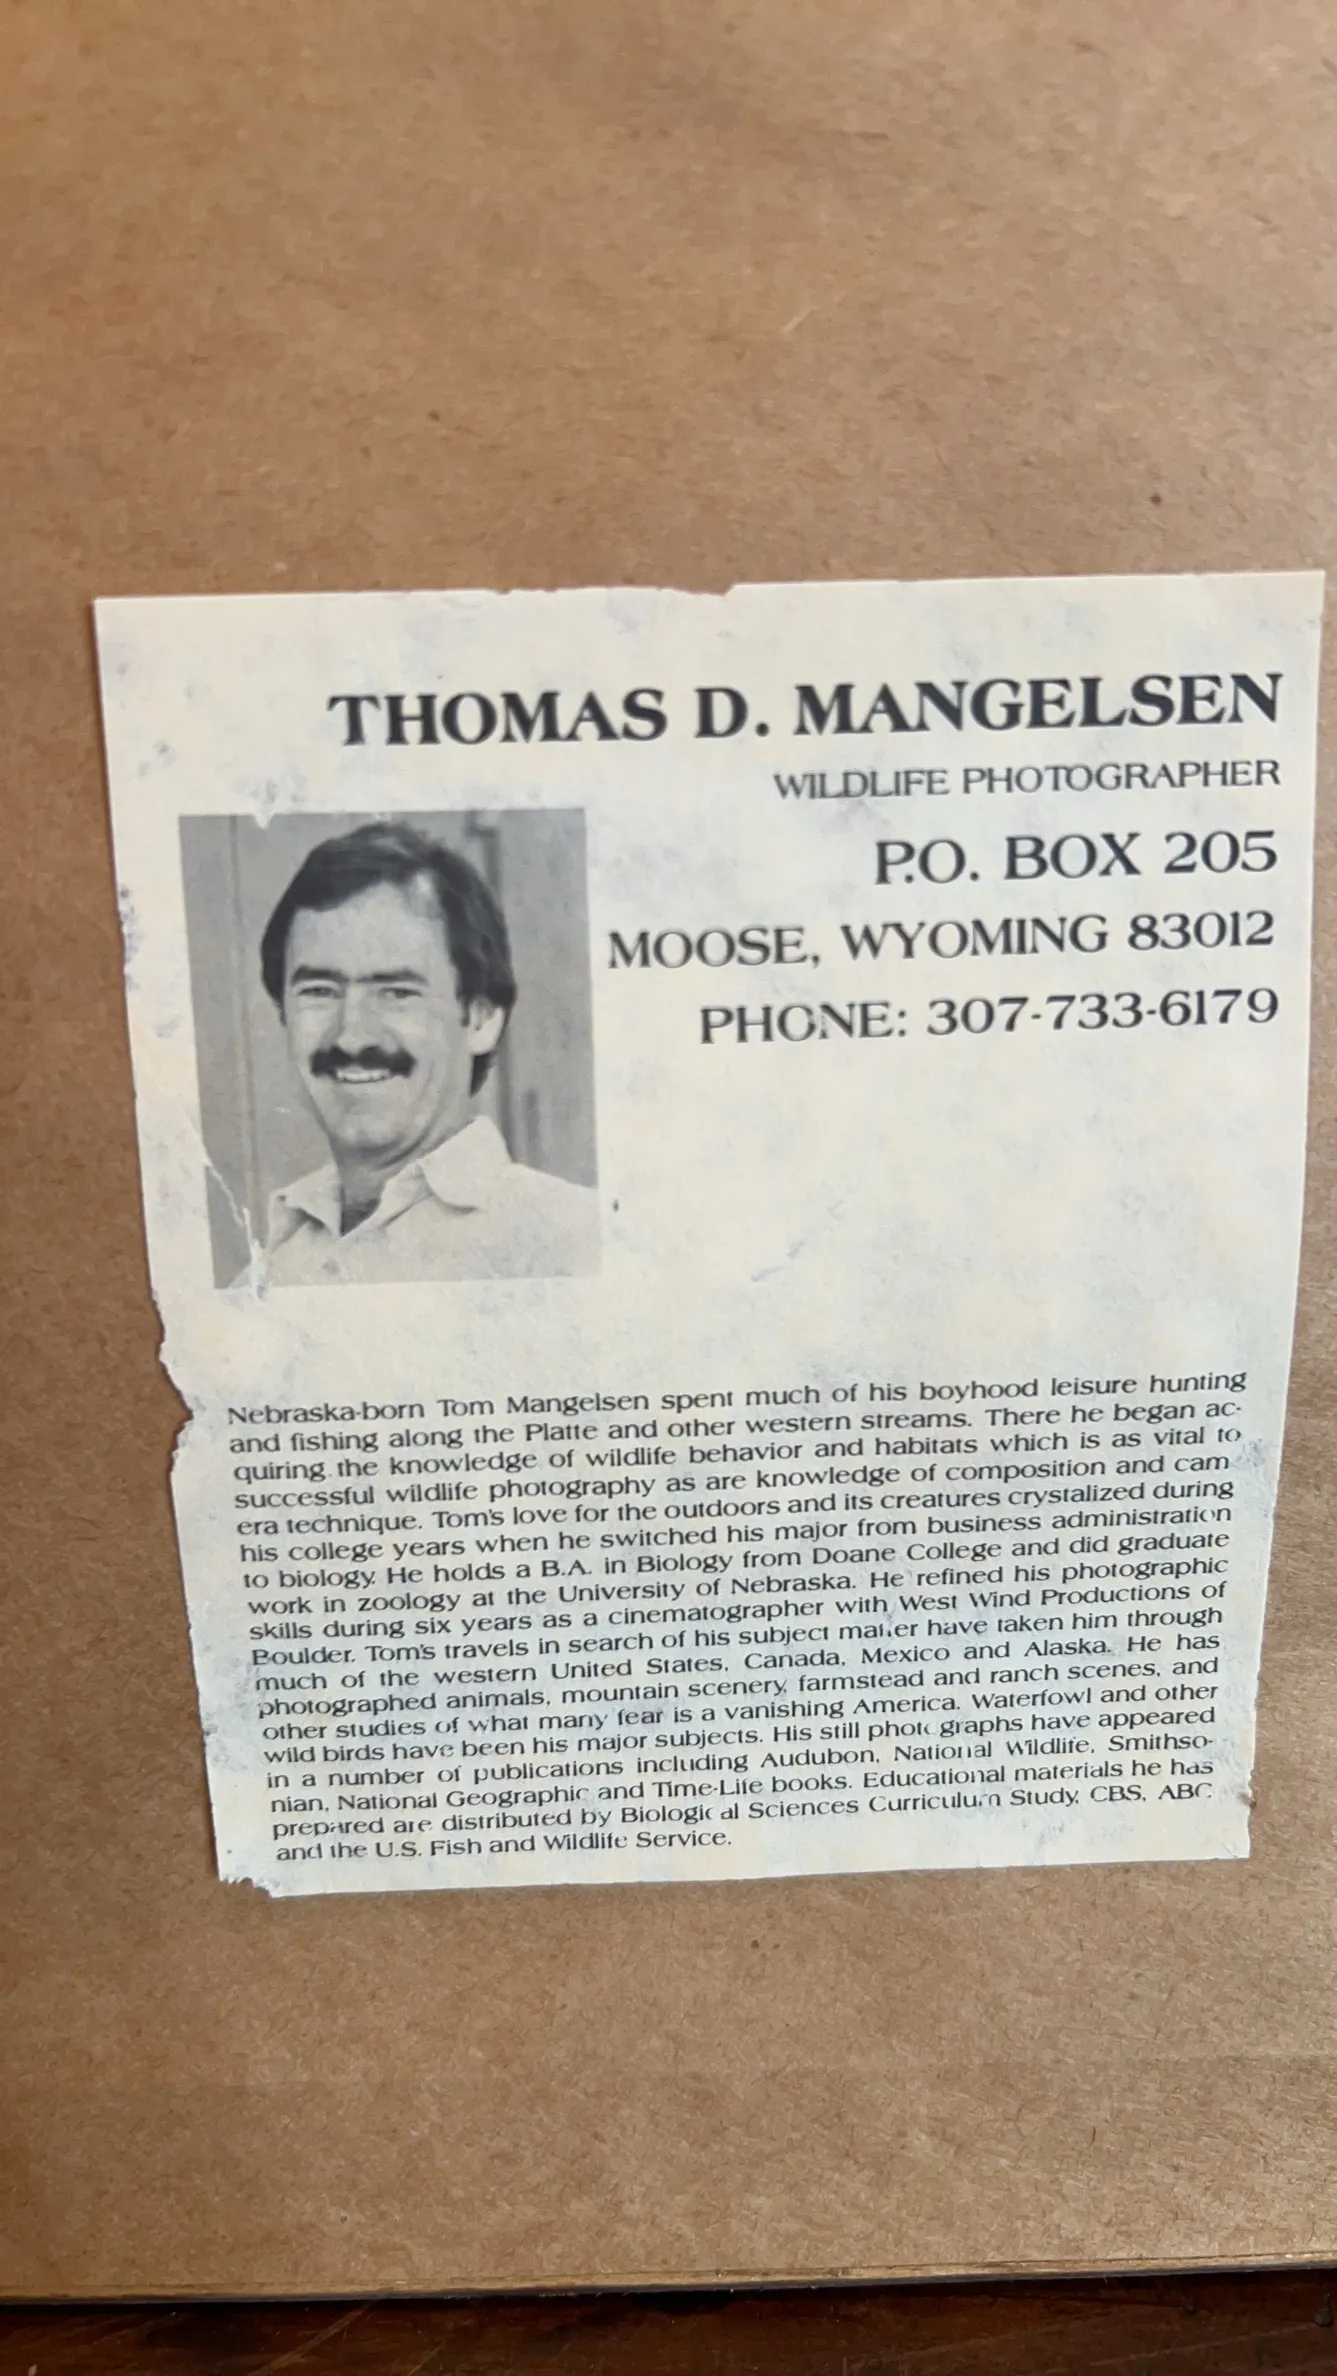 THOMAS D. MANGELSEN
WILDLIFE PHOTOGRAPHER
P.O. BOX 205
MOOSE, WYOMING 83012
PHONE: 307-733-6179
Nebraska-born Tom Mangelsen spent much of his boyhood leisure hunting
and fishing along the Platte and other western streams. There he began ac-
quiring the knowledge of wildlife behavior and habitats which is as vital to
successful wildlife photography as are knowledge of composition and cam
era technique. Tom's love for the outdoors and its creatures crystalized during
his college years when he switched his major from business administration
to biology. He holds a B.A. in Biology from Doane College and did graduate
work in zoology at the University of Nebraska. He refined his photographic
skills during six years as a cinematographer with West Wind Productions of
Boulder. Tom's travels in search of his subject matter have taken him through
much of the western United States, Canada, Mexico and Alaska. He has
photographed animals, mountain scenery, farmstead and ranch scenes, and
other studies of what many fear is a vanishing America. Waterfowl and other
wild birds have been his major subjects. His still photographs have appeared
in a number of publications including Audubon, National Wildlife, Smithso-
nian, National Geographic and Time-Life books. Educational materials he has
prepared are distributed by Biological Sciences Curriculum Study, CBS, ABC
and the U.S. Fish and Wildlife Service.